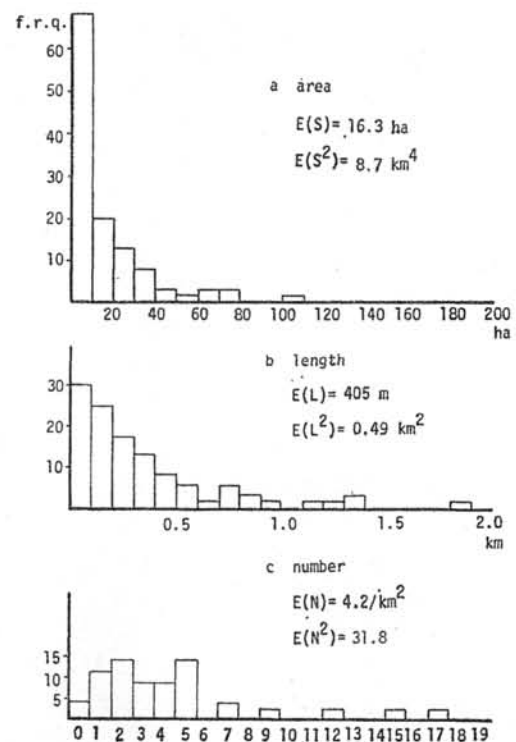 f.r.q.
60
50
40
30
20
10
a área
E(S)= 16.3 ha
E(S²)= 8.7 km⁴
20 40 60 80 100 120 140 160 180 200
ha
b length
E(L)= 405 m
E(L²)= 0.49 km²
30
20
10
0.5 1.0 1.5 2.0
km
c number
E(N)= 4.2/km²
E(N²)= 31.8
15
10
5
0 1 2 3 4 5 6 7 8 9 10 11 12 13 1415 16 17 18 19